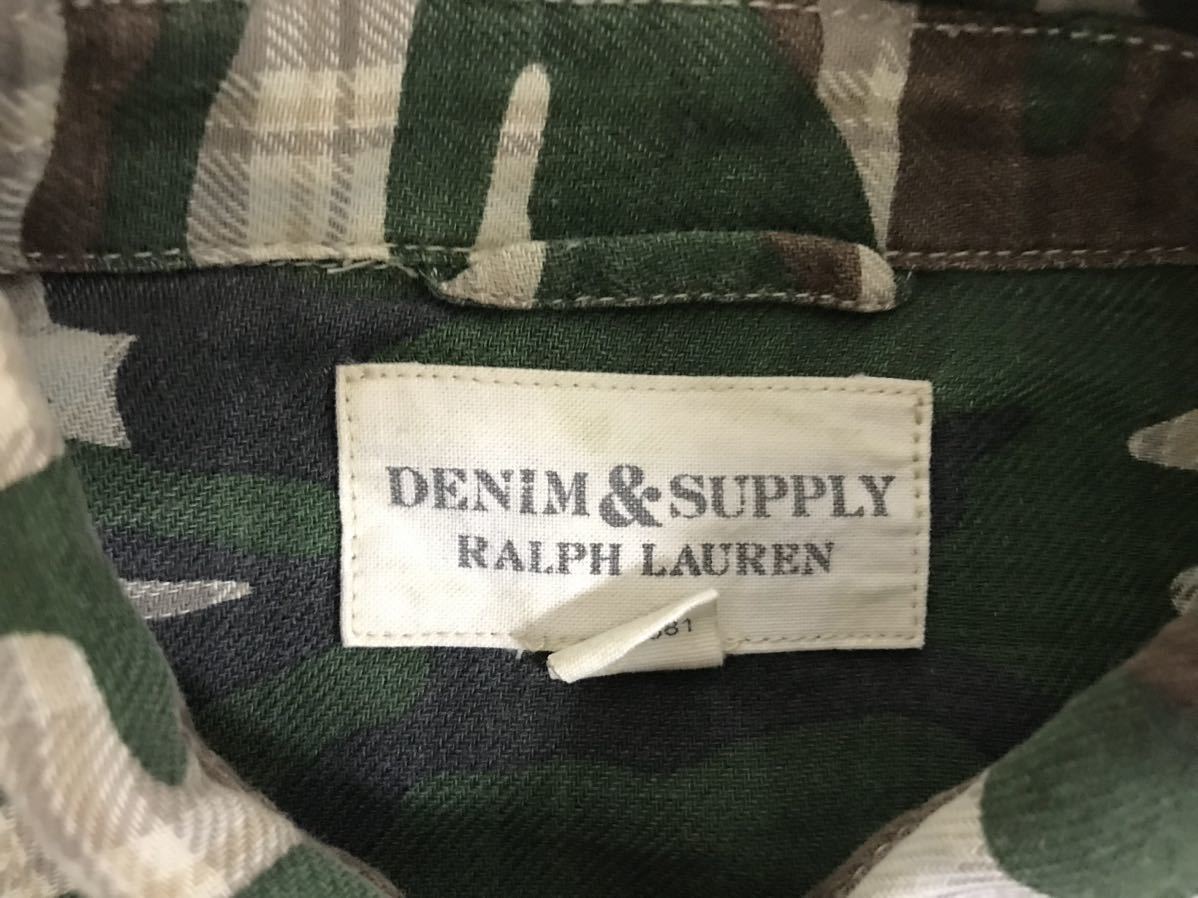 DENiM & SUPPLY
RALPH LAUREN